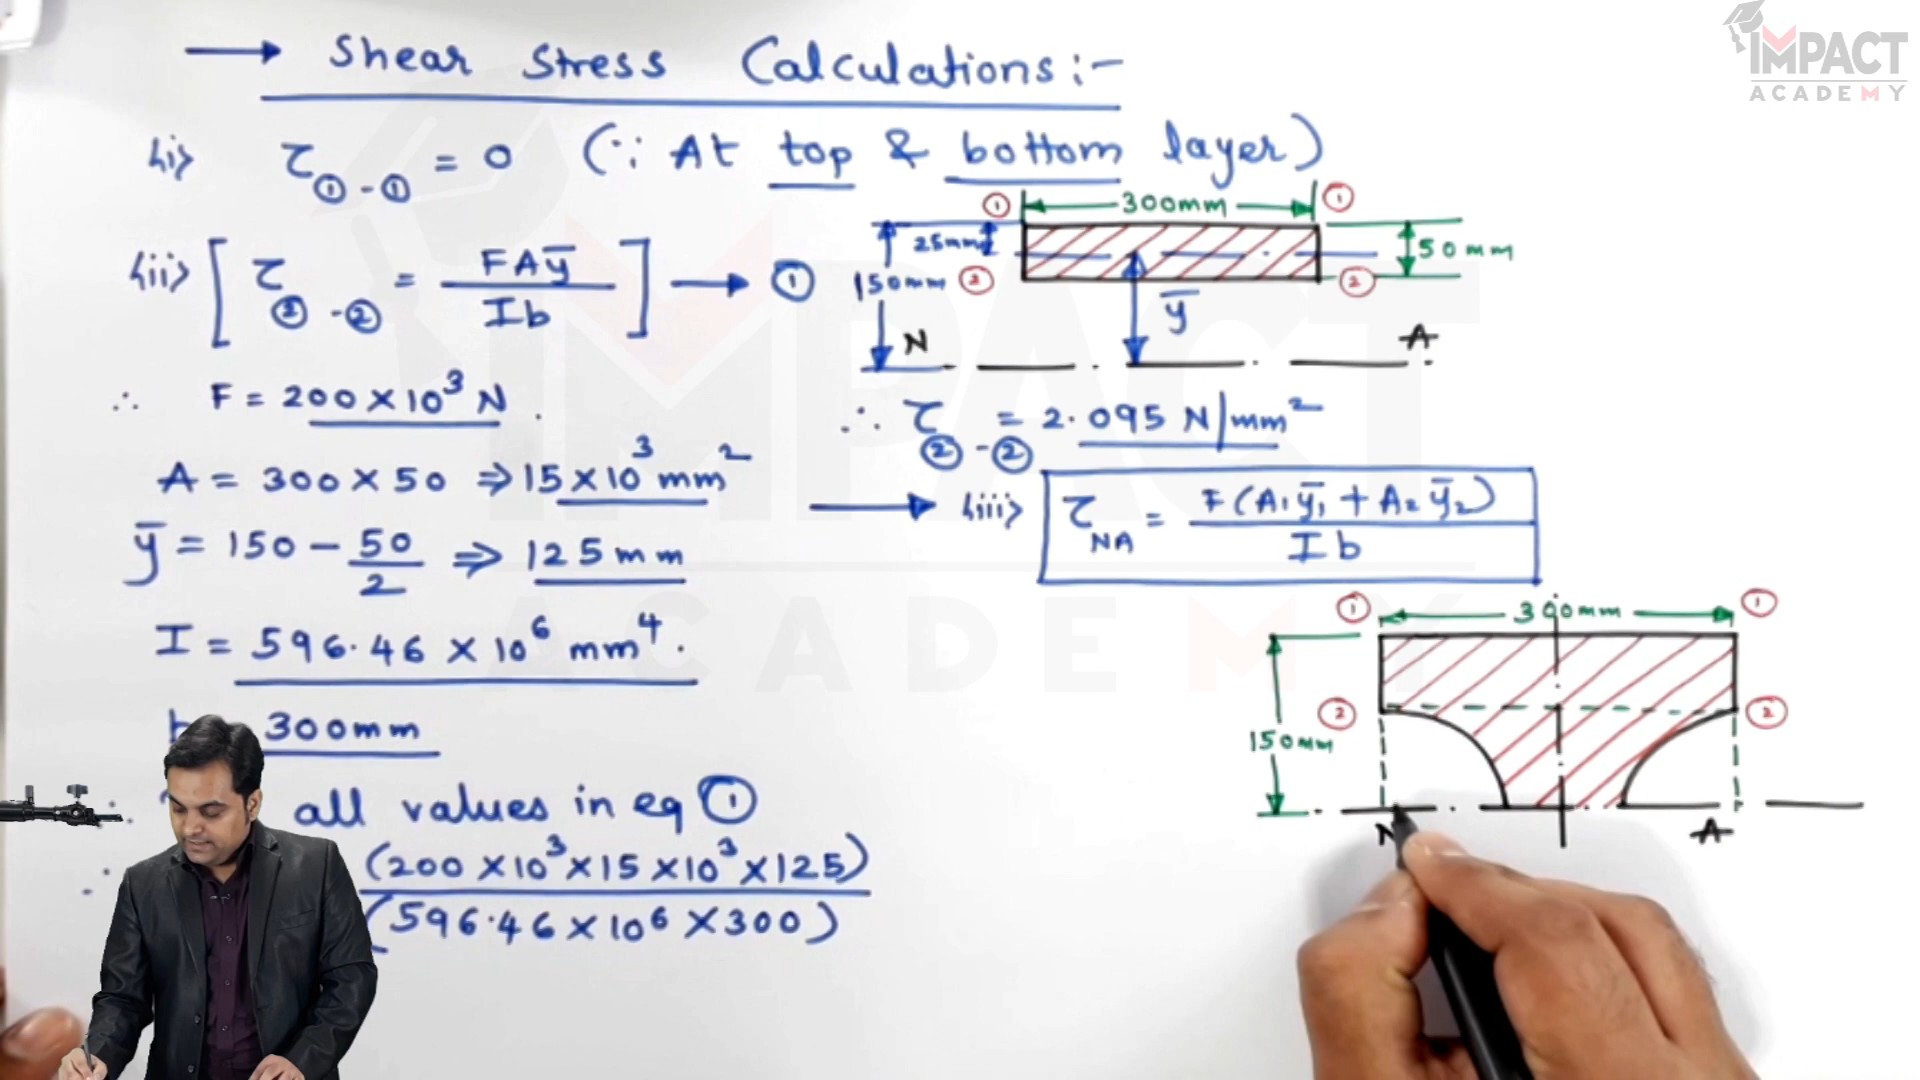 IMPACT
ACADEMY
→ Shear Stress Calculations:-
(i) τ①-① = 0 (∵ At top & bottom layer)
(ii) [τ②-② = FAȳ / Ib] → ①
∴ F = 200 × 10³ N.
A = 300 × 50 ⇒ 15 × 10³ mm²
ȳ = 150 - 50/2 ⇒ 125 mm
I = 596.46 × 10⁶ mm⁴.
300mm
all values in eq ①
(200 × 10³ × 15 × 10³ × 125)
(596.46 × 10⁶ × 300)
① 300mm ①
25mm
50mm
150mm ② ②
ȳ
N A
∴ τ②-② = 2.095 N/mm²
→ (iii) τNA = F(A₁ȳ₁ + A₂ȳ₂) / Ib
① 300mm ①
② ②
150mm
N A
IMPACT
ACADEMY